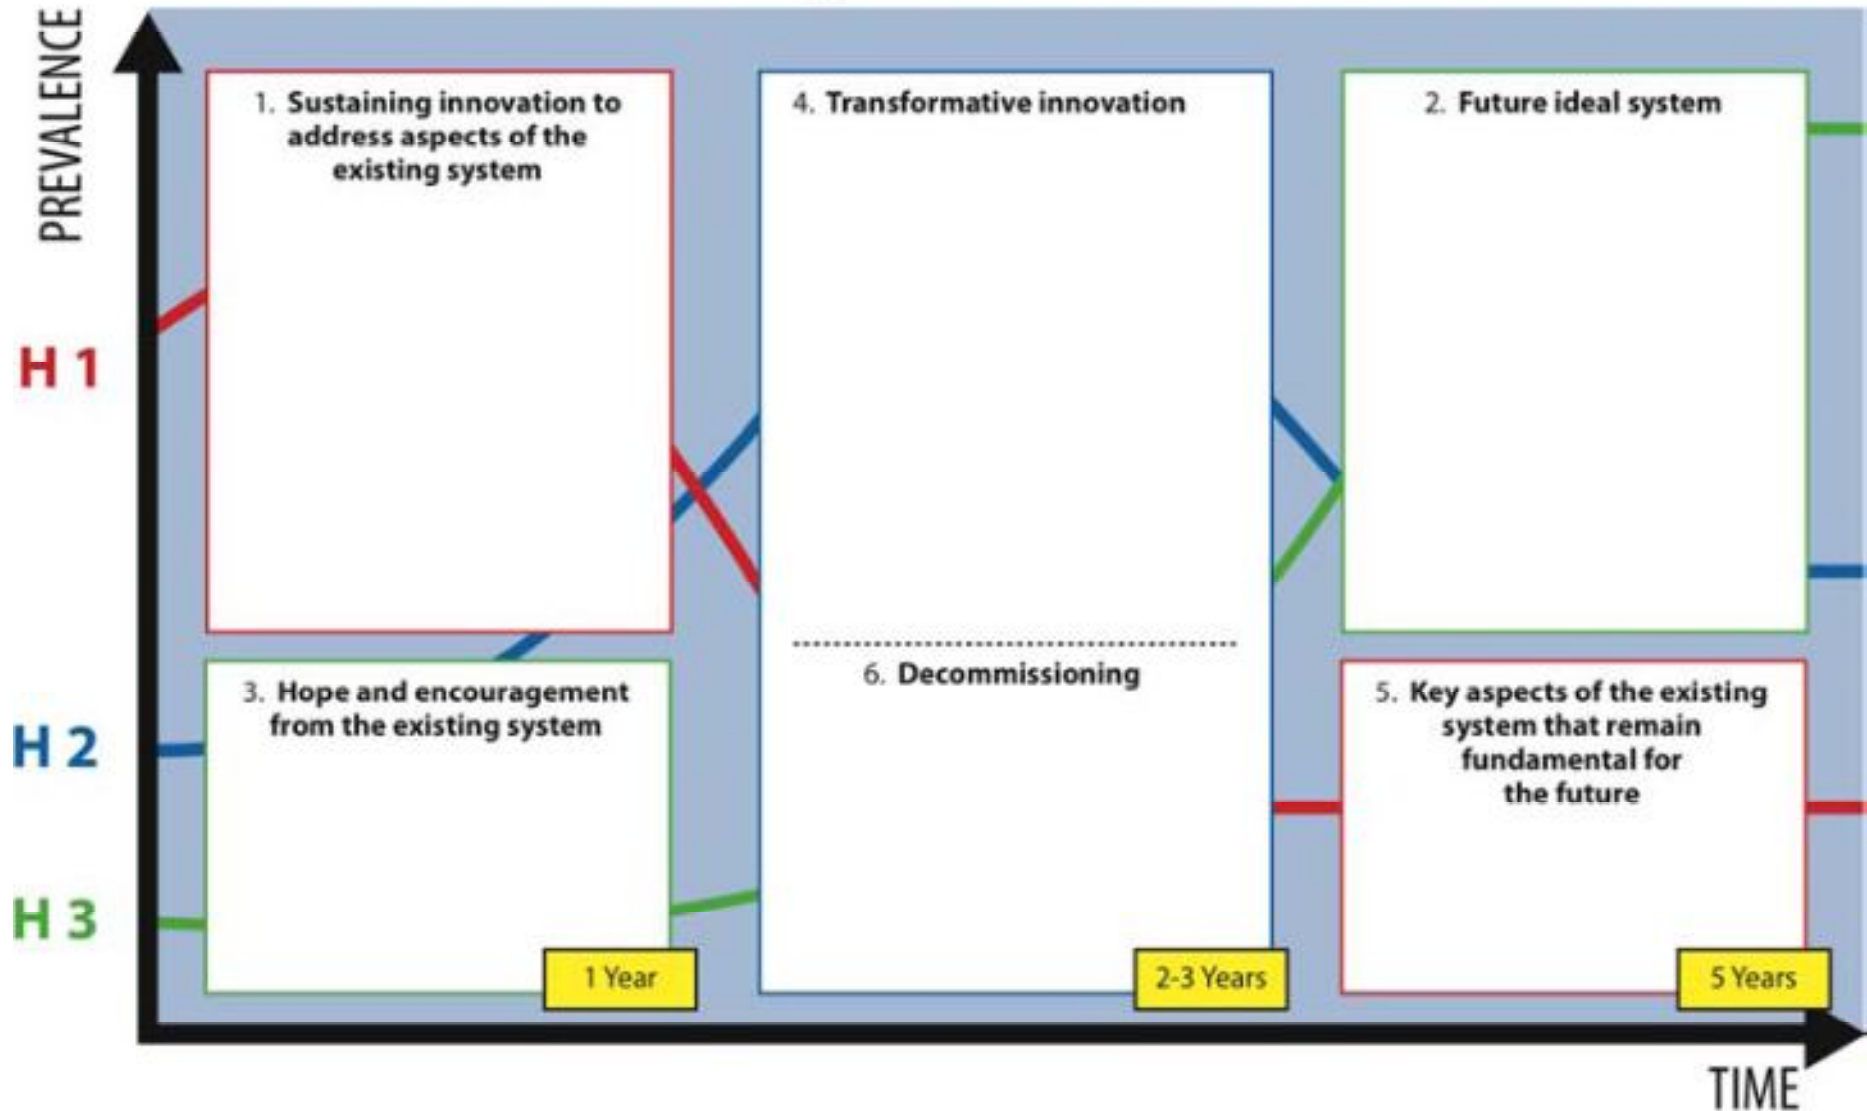 PREVALENCE
H 1
H 2
H 3
1. Sustaining innovation to
address aspects of the
existing system
3. Hope and encouragement
from the existing system
1 Year
4. Transformative innovation
6. Decommissioning
2-3 Years
2. Future ideal system
5. Key aspects of the existing
system that remain
fundamental for
the future
5 Years
TIME